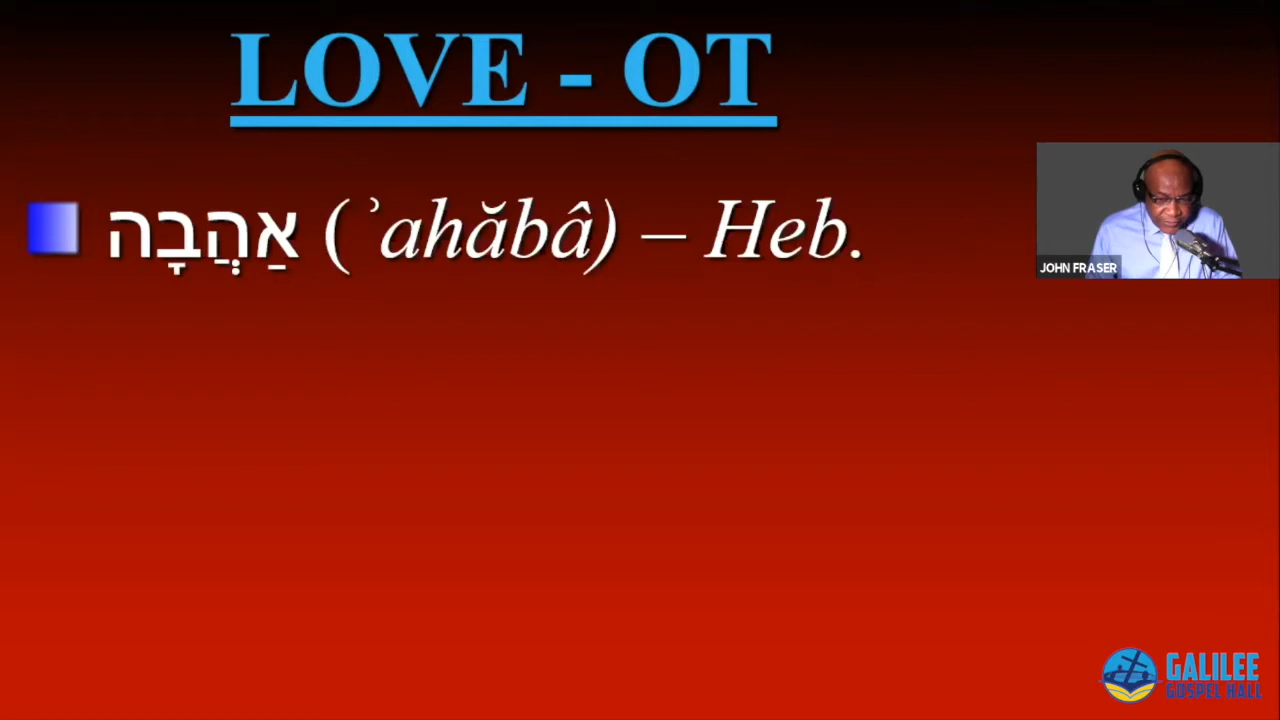 LOVE - OT
אַהֲבָה (ʾahăbâ) – Heb.
JOHN FRASER
GALILEE
GOSPEL HALL